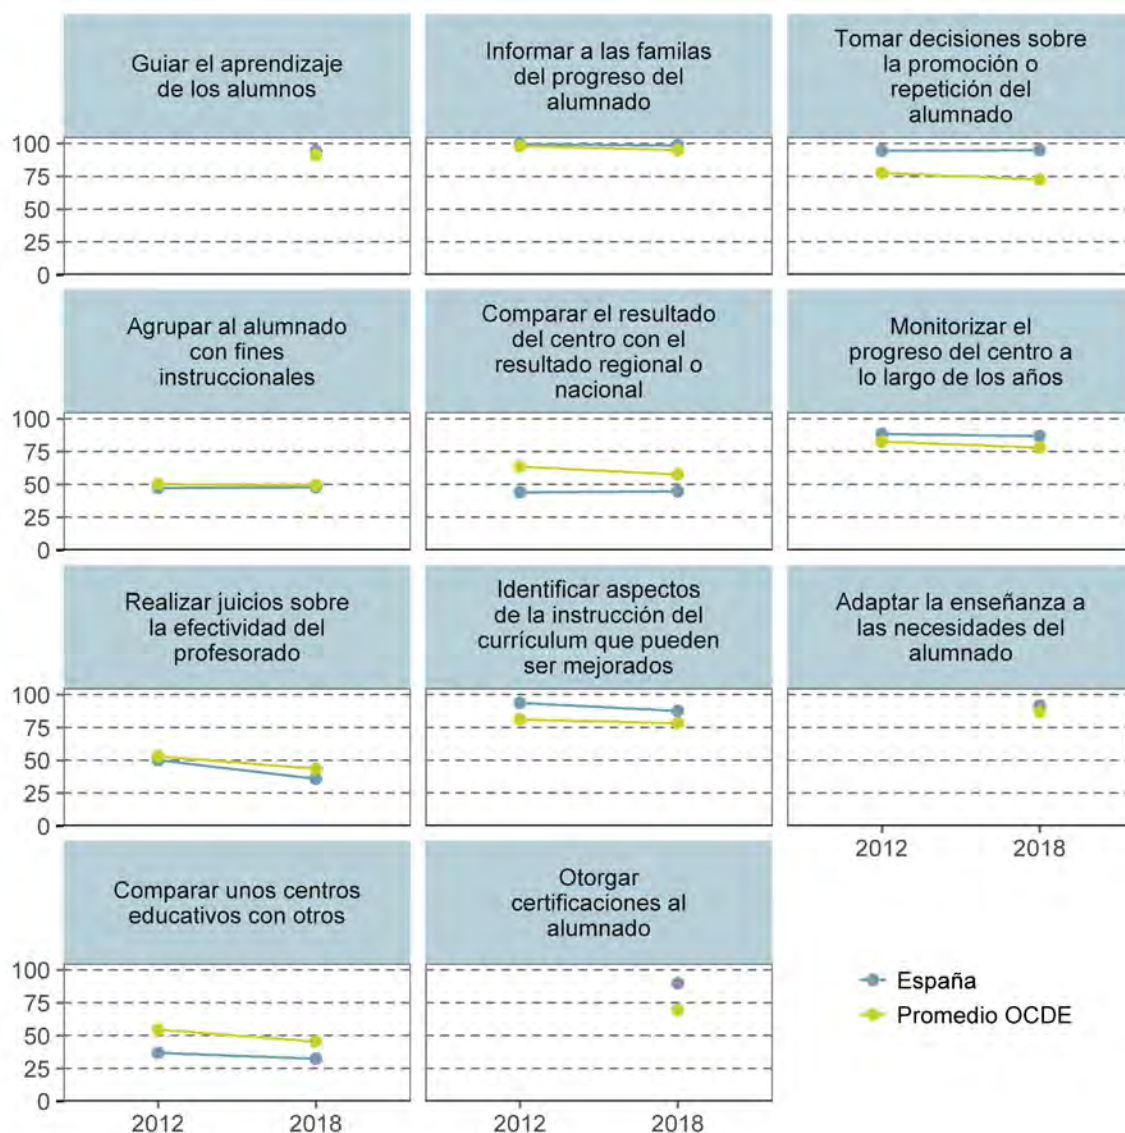 Guiar el aprendizaje
de los alumnos
Informar a las familas
del progreso del
alumnado
Tomar decisiones sobre
la promoción o
repetición del
alumnado
100
75
50
25
0
Agrupar al alumnado
con fines
instruccionales
Comparar el resultado
del centro con el
resultado regional o
nacional
Monitorizar el
progreso del centro a
lo largo de los años
100
75
50
25
0
Realizar juicios sobre
la efectividad del
profesorado
Identificar aspectos
de la instrucción del
currículum que pueden
ser mejorados
Adaptar la enseñanza a
las necesidades del
alumnado
100
75
50
25
0
2012 2018
Comparar unos centros
educativos con otros
Otorgar
certificaciones al
alumnado
100
75
50
25
0
2012 2018
2012 2018
España
Promedio OCDE